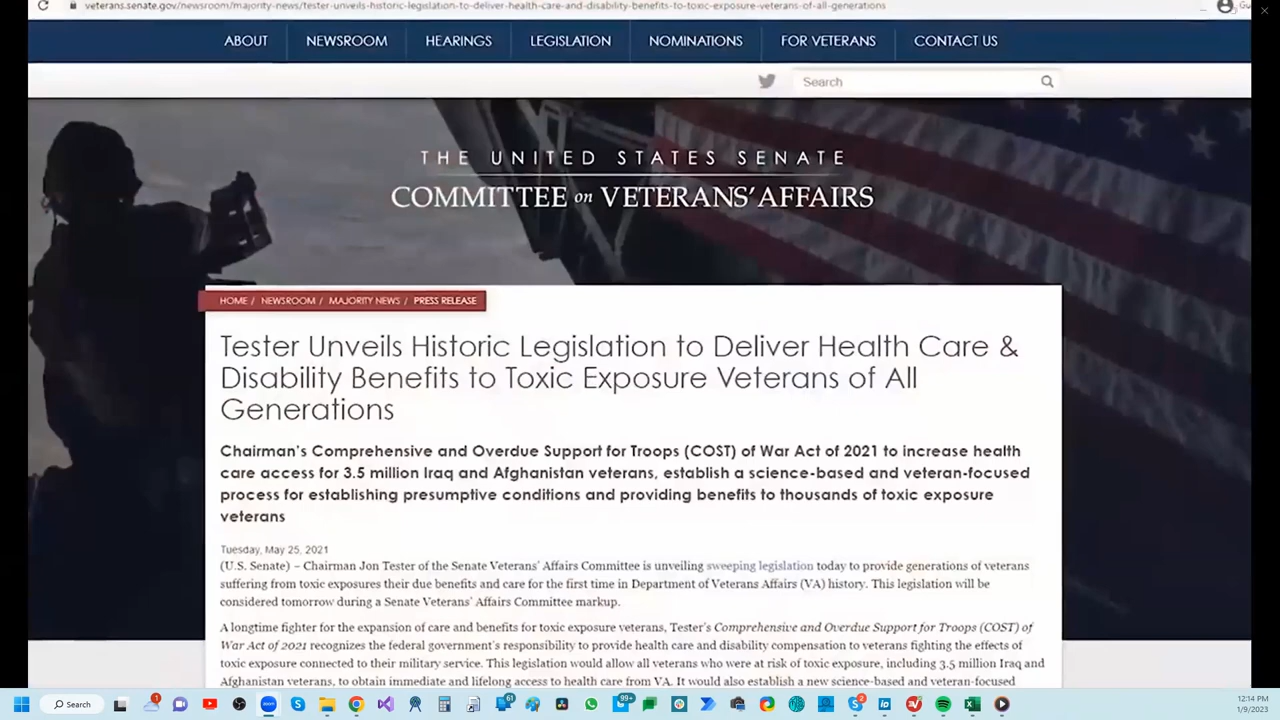 veterans.senate.gov/newsroom/majority-news/tester-unveils-historic-legislation-to-deliver-health-care-and-disability-benefits-to-toxic-exposure-veterans-of-all-generations
Gu
ABOUT NEWSROOM HEARINGS LEGISLATION NOMINATIONS FOR VETERANS CONTACT US
Search
THE UNITED STATES SENATE
COMMITTEE on VETERANS' AFFAIRS
HOME / NEWSROOM / MAJORITY NEWS / PRESS RELEASE
Tester Unveils Historic Legislation to Deliver Health Care &
Disability Benefits to Toxic Exposure Veterans of All
Generations
Chairman's Comprehensive and Overdue Support for Troops (COST) of War Act of 2021 to increase health
care access for 3.5 million Iraq and Afghanistan veterans, establish a science-based and veteran-focused
process for establishing presumptive conditions and providing benefits to thousands of toxic exposure
veterans
Tuesday, May 25, 2021
(U.S. Senate) – Chairman Jon Tester of the Senate Veterans' Affairs Committee is unveiling sweeping legislation today to provide generations of veterans
suffering from toxic exposures their due benefits and care for the first time in Department of Veterans Affairs (VA) history. This legislation will be
considered tomorrow during a Senate Veterans' Affairs Committee markup.
A longtime fighter for the expansion of care and benefits for toxic exposure veterans, Tester's Comprehensive and Overdue Support for Troops (COST) of
War Act of 2021 recognizes the federal government's responsibility to provide health care and disability compensation to veterans fighting the effects of
toxic exposure connected to their military service. This legislation would allow all veterans who were at risk of toxic exposure, including 3.5 million Iraq and
Afghanistan veterans, to obtain immediate and lifelong access to health care from VA. It would also establish a new science-based and veteran-focused
Search
1
61
99+
2
12:14 PM
1/9/2023